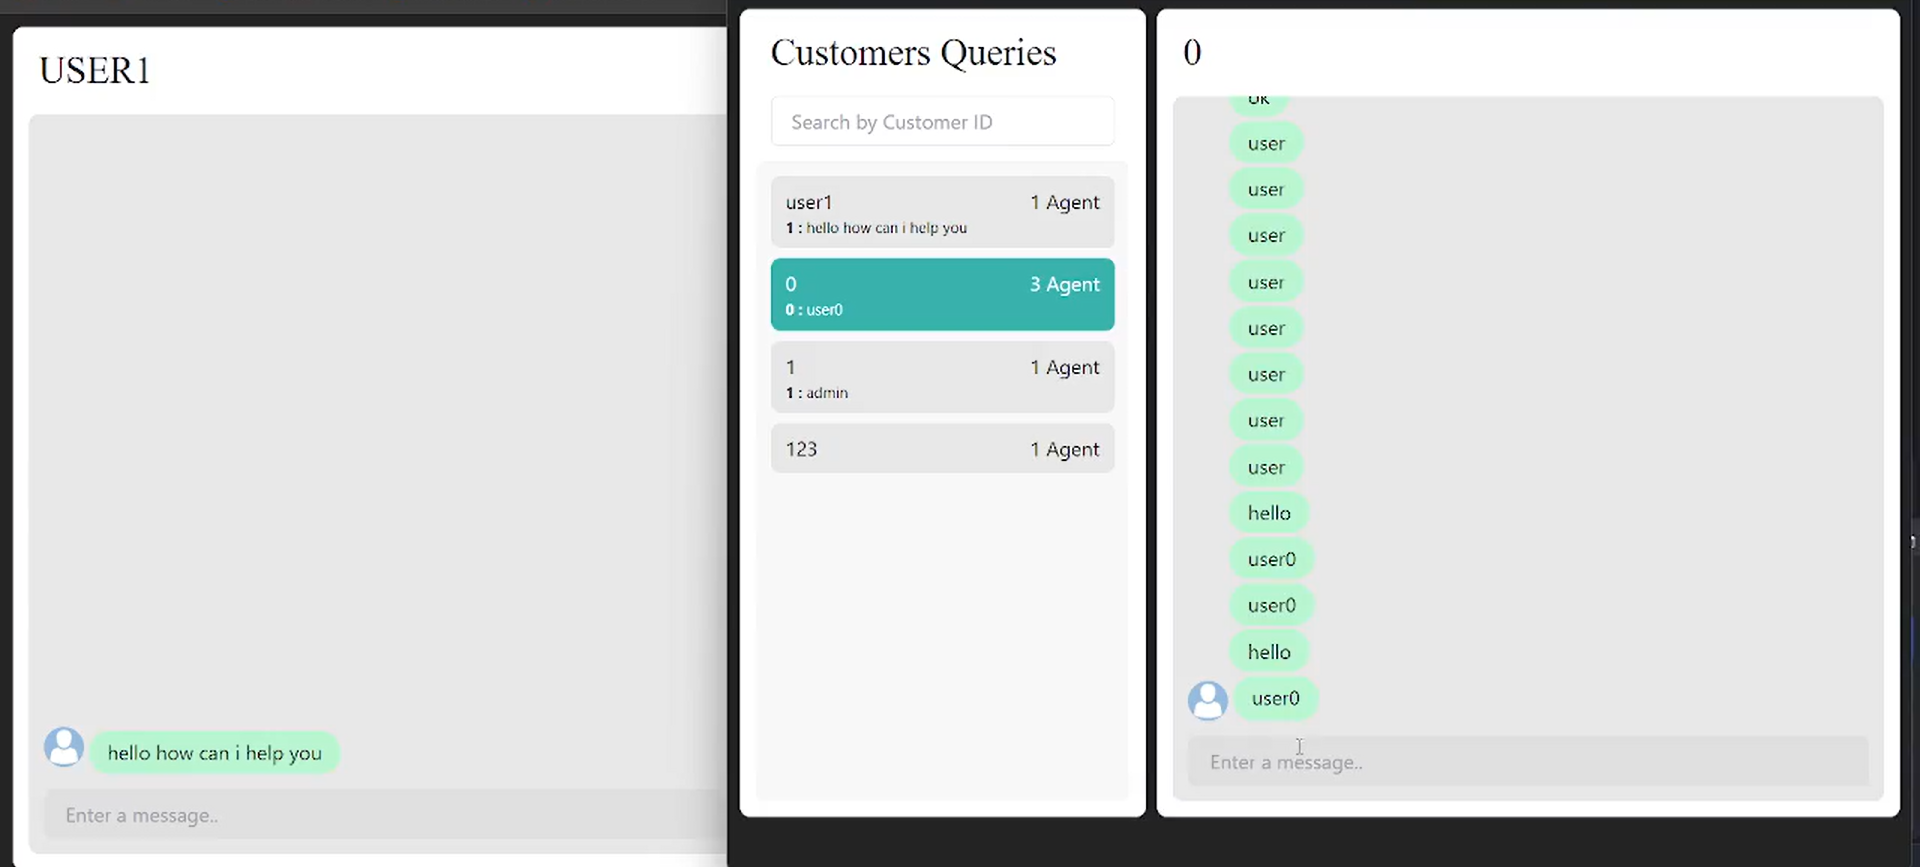 USER1
hello how can i help you
Enter a message..
Customers Queries
Search by Customer ID
user1 1 Agent
1 : hello how can i help you
0 3 Agent
0 : user0
1 1 Agent
1 : admin
123 1 Agent
0
ok
user
user
user
user
user
user
user
user
hello
user0
user0
hello
user0
Enter a message..